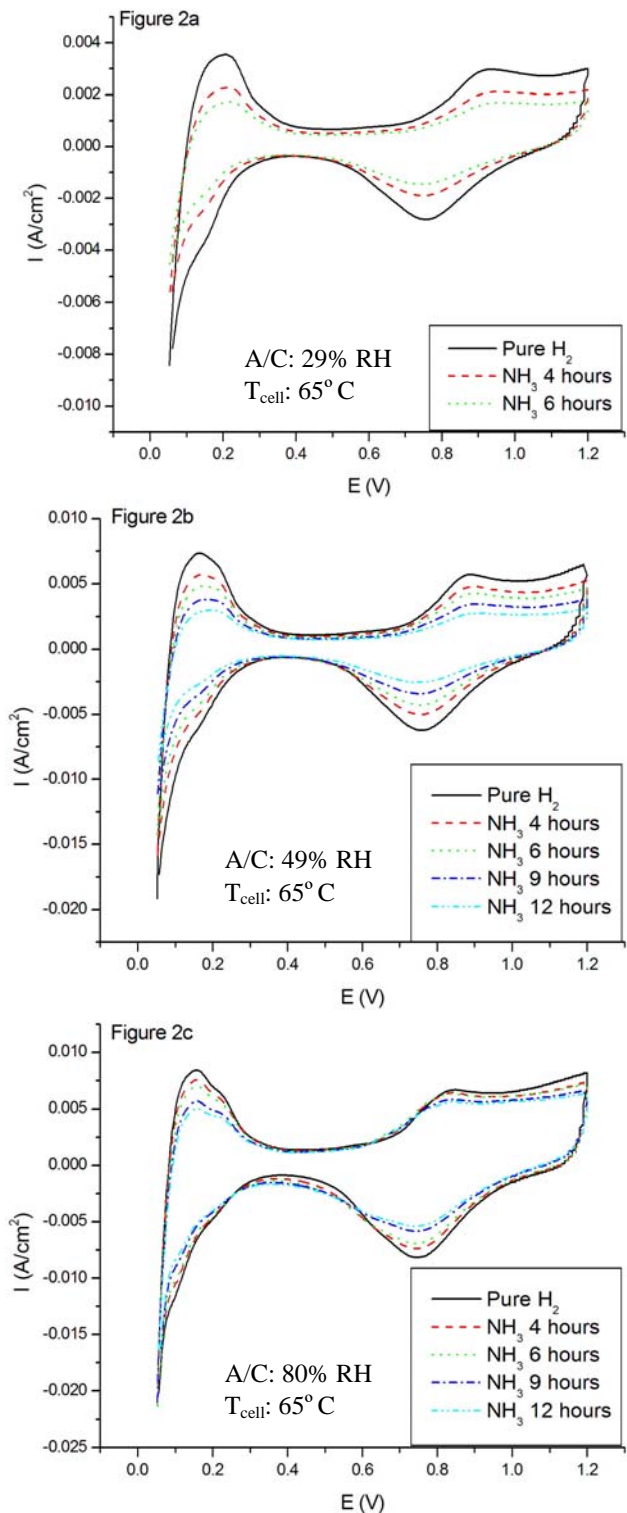 Figure 2a
0.004
0.002
0.000
-0.002
-0.004
-0.006
-0.008
-0.010
I (A/cm²)
A/C: 29% RH
T_cell: 65° C
Pure H₂
NH₃ 4 hours
NH₃ 6 hours
0.0 0.2 0.4 0.6 0.8 1.0 1.2
E (V)
Figure 2b
0.010
0.005
0.000
-0.005
-0.010
-0.015
-0.020
I (A/cm²)
A/C: 49% RH
T_cell: 65° C
Pure H₂
NH₃ 4 hours
NH₃ 6 hours
NH₃ 9 hours
NH₃ 12 hours
0.0 0.2 0.4 0.6 0.8 1.0 1.2
E (V)
Figure 2c
0.010
0.005
0.000
-0.005
-0.010
-0.015
-0.020
-0.025
I (A/cm²)
A/C: 80% RH
T_cell: 65° C
Pure H₂
NH₃ 4 hours
NH₃ 6 hours
NH₃ 9 hours
NH₃ 12 hours
0.0 0.2 0.4 0.6 0.8 1.0 1.2
E (V)